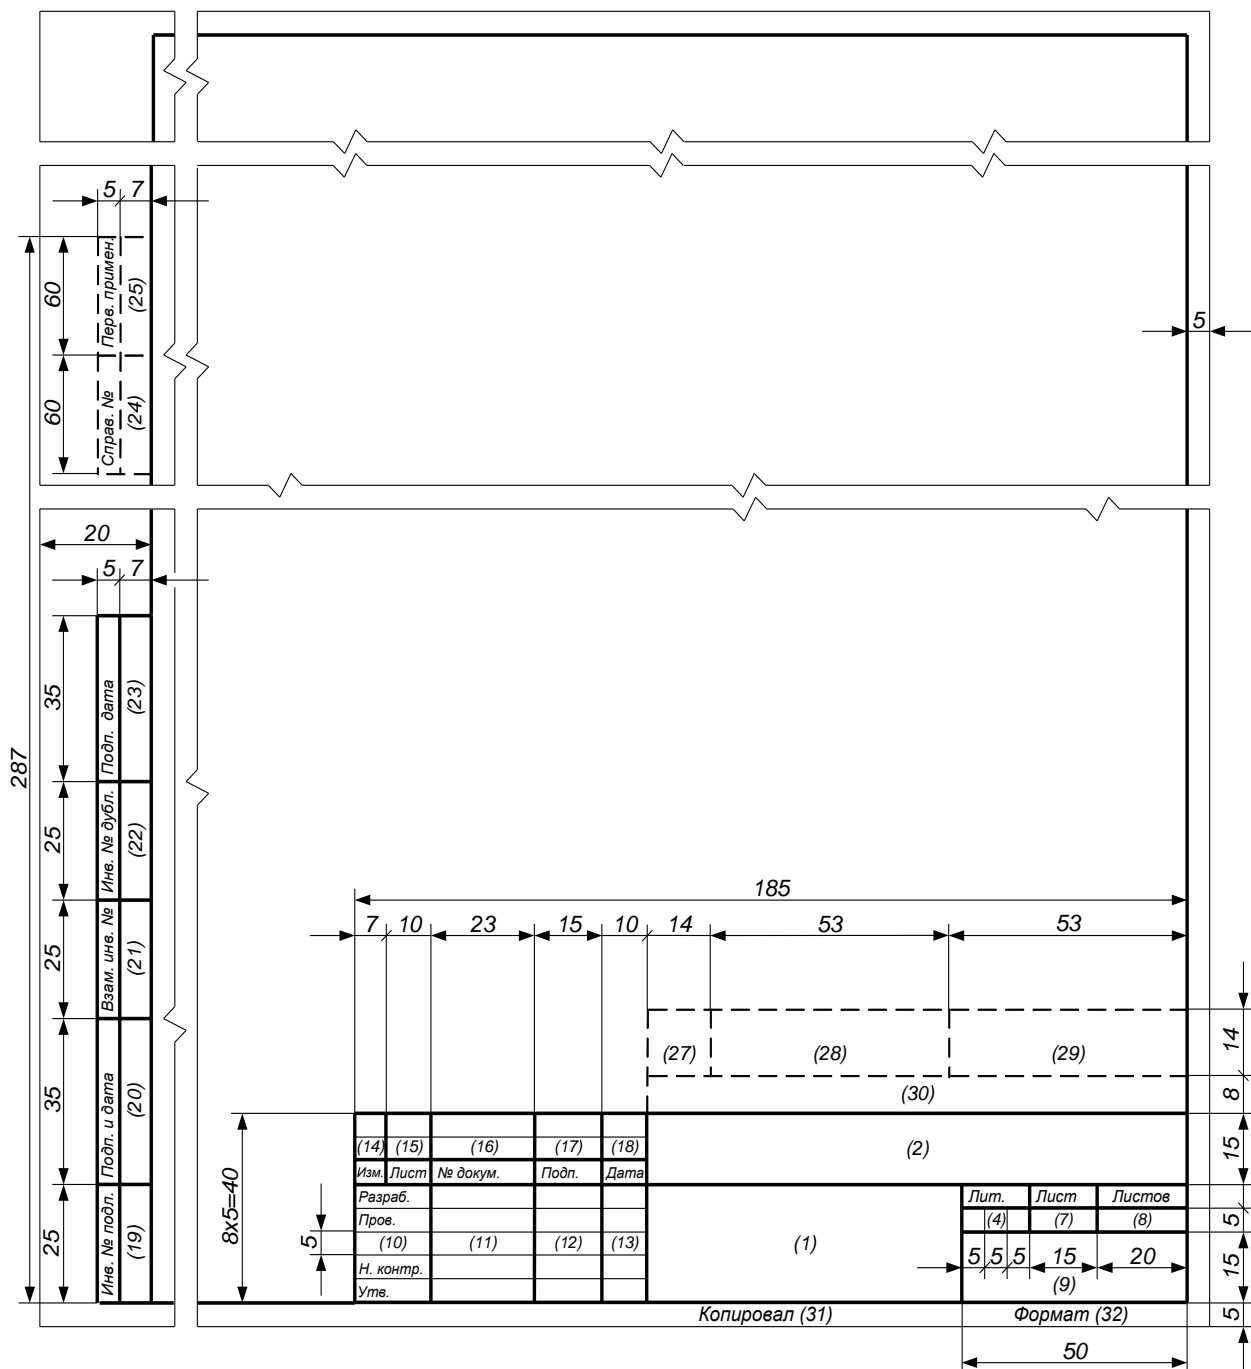 5 7
Перв. примен.
(25)
60
Справ. №
(24)
60
287
5
20
5 7
Подп. дата
(23)
35
Инв. № дубл.
(22)
25
Взам. инв. №
(21)
25
Подп. и дата
(20)
35
Инв. № подл.
(19)
25
185
7 10 23 15 10 14 53 53
(27) (28) (29)
14
(30)
8
8х5=40
5
(14) (15) (16) (17) (18)
Изм. Лист № докум. Подп. Дата
(2)
15
Разраб.
Пров.
(10) (11) (12) (13)
Н. контр.
Утв.
(1)
Лит. Лист Листов
(4) (7) (8)
5
5 5 5 15 20
(9)
15
Копировал (31) Формат (32)
5
50